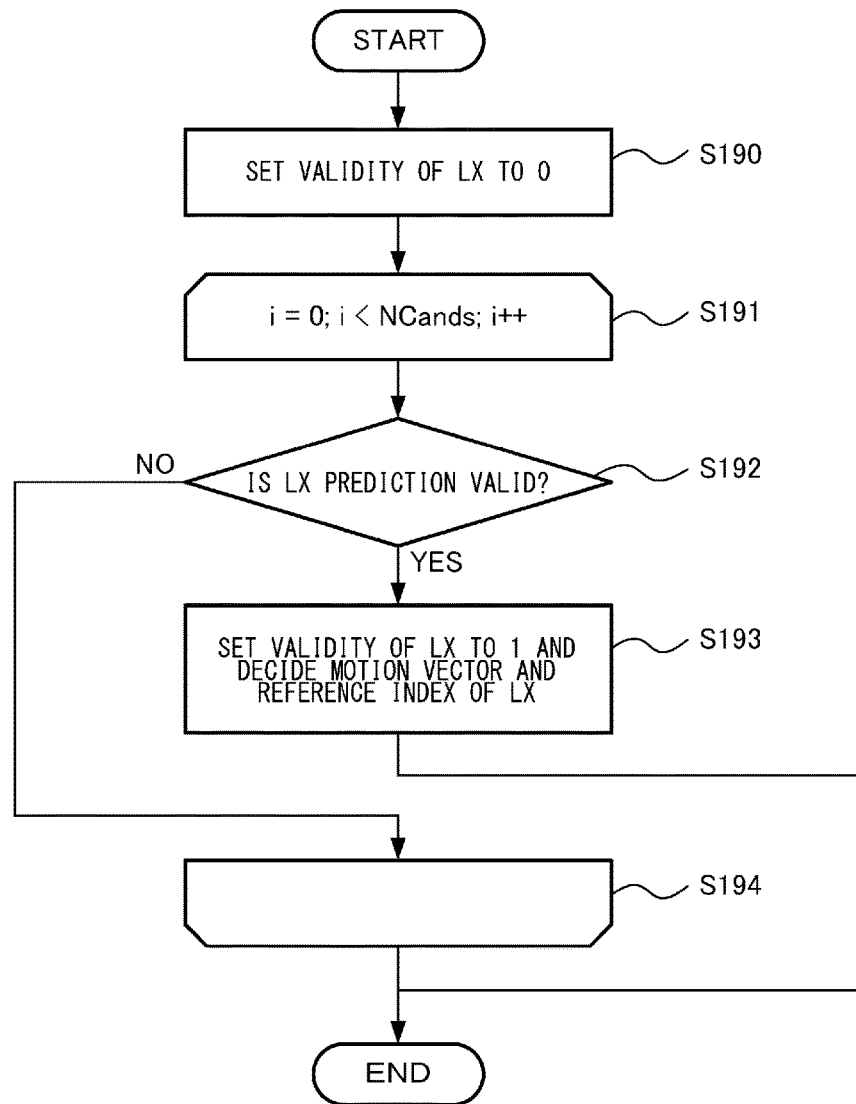 START
SET VALIDITY OF LX TO 0
S190
i = 0; i < NCands; i++
S191
NO
IS LX PREDICTION VALID?
S192
YES
SET VALIDITY OF LX TO 1 AND
DECIDE MOTION VECTOR AND
REFERENCE INDEX OF LX
S193
S194
END